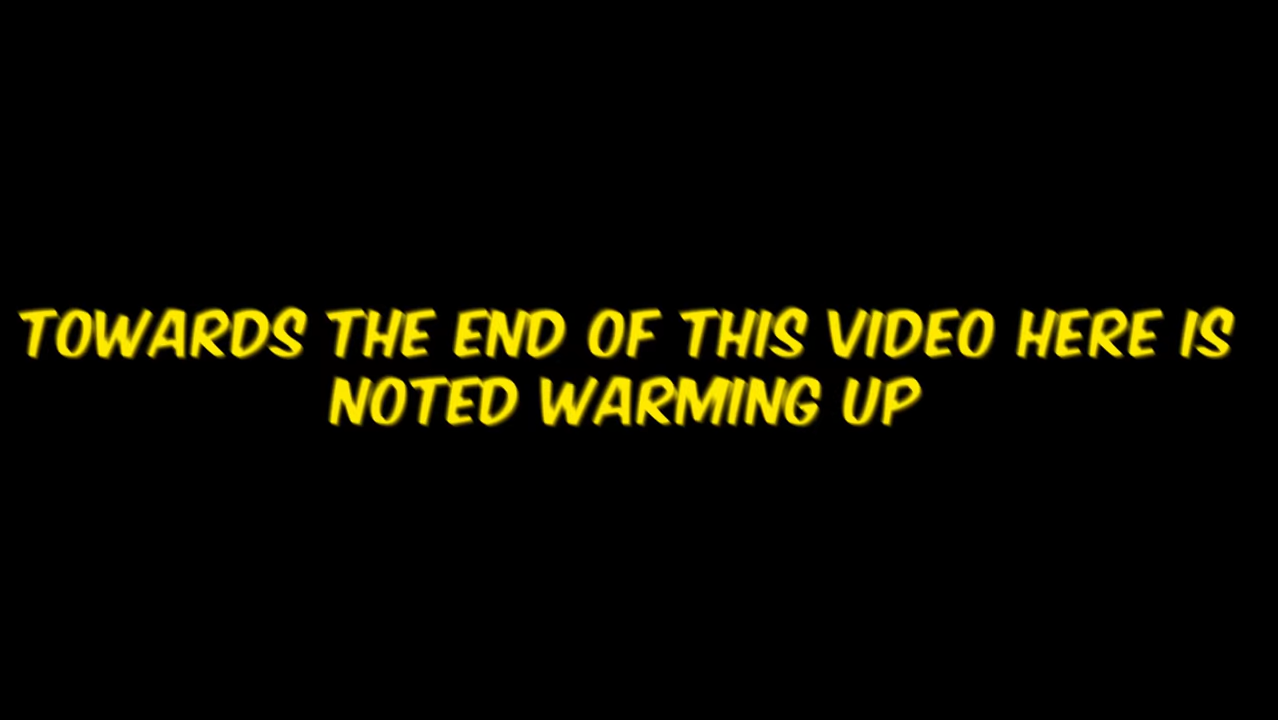 TOWARDS THE END OF THIS VIDEO HERE IS
NOTED WARMING UP